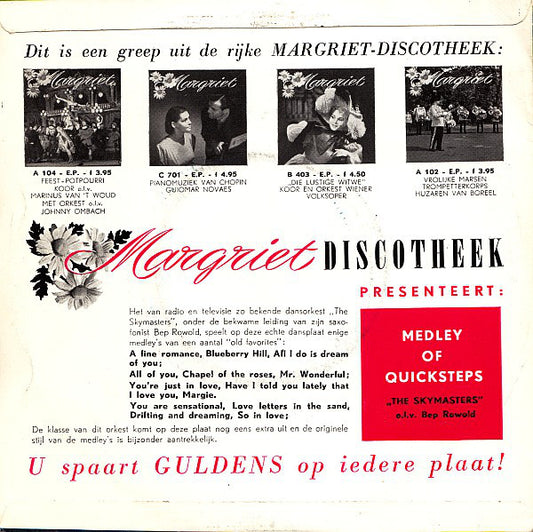 Dit is een greep uit de rijke MARGRIET-DISCOTHEEK:
Margriet
Margriet
Margriet
Margriet
A 104 - E.P. - f 3.95
FEEST-POTPOURRI
KOOR o.l.v.
MARINUS VAN 'T WOUD
MET ORKEST o.l.v.
JOHNNY OMBACH
C 701 - E.P. - f 4.95
PIANOMUZIEK VAN CHOPIN
GUIOMAR NOVAES
B 403 - E.P. - f 4.50
„DIE LUSTIGE WITWE"
KOOR EN ORKEST WIENER
VOLKSOPER
A 102 - E.P. - f 3.95
VROLIJKE MARSEN
TROMPETTERKORPS
HUZAREN VAN BOREEL
Margriet DISCOTHEEK
PRESENTEERT:
Het van radio en televisie zo bekende dansorkest „The
Skymasters", onder de bekwame leiding van zijn saxo-
fonist Bep Rowold, speelt op deze echte dansplaat enige
medley's van een aantal "old favorites":
A fine romance, Blueberry Hill, Afl I do is dream
of you;
All of you, Chapel of the roses, Mr. Wonderful;
You're just in love, Have I told you lately that
I love you, Margie.
You are sensational, Love letters in the sand,
Drifting and dreaming, So in love;
De klasse van dit orkest komt op deze plaat nog eens extra uit en de originele
stijl van de medley's is bijzonder aantrekkelijk.
MEDLEY
OF
QUICKSTEPS
„THE SKYMASTERS"
o.l.v. Bep Rowold
U spaart GULDENS op iedere plaat!